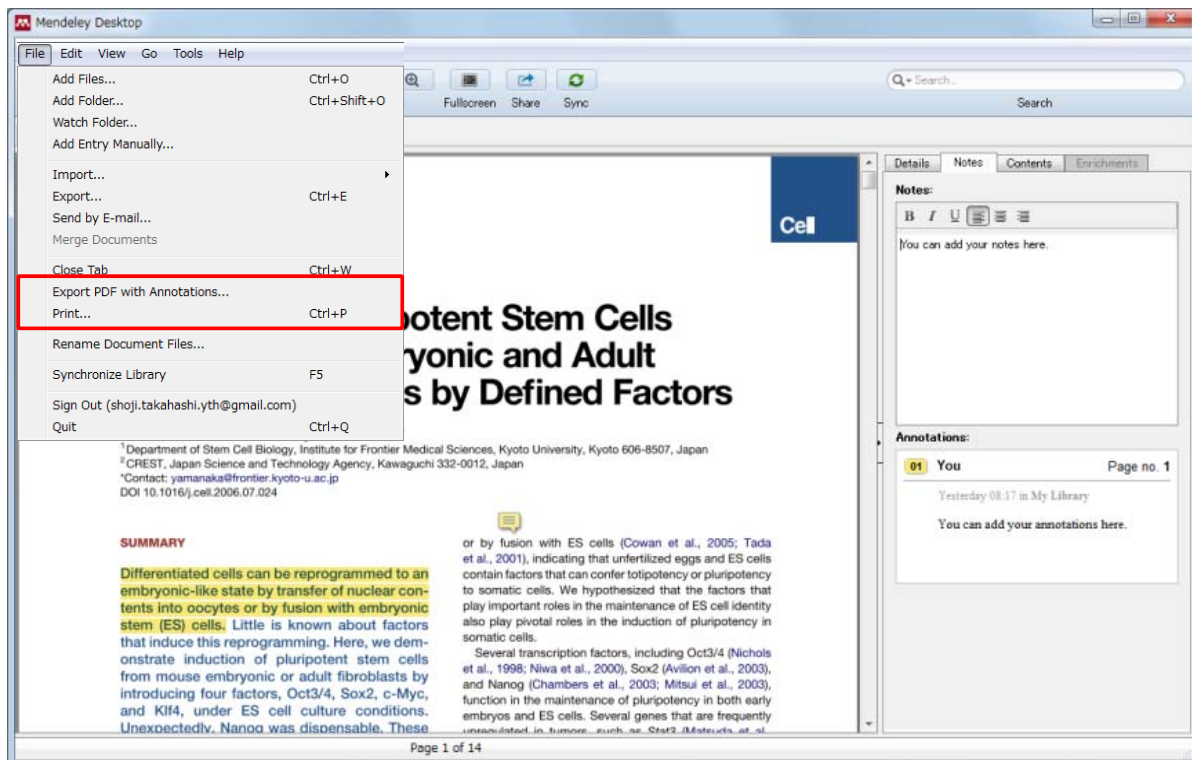 Mendeley Desktop
File Edit View Go Tools Help
Add Files... Ctrl+O
Add Folder... Ctrl+Shift+O
Watch Folder...
Add Entry Manually...
Import...
Export... Ctrl+E
Send by E-mail...
Merge Documents
Close Tab Ctrl+W
Export PDF with Annotations...
Print... Ctrl+P
Rename Document Files...
Synchronize Library F5
Sign Out (shoji.takahashi.yth@gmail.com)
Quit Ctrl+Q
Fullscreen Share Sync
Search...
Search
Cell
otent Stem Cells
yonic and Adult
s by Defined Factors
1Department of Stem Cell Biology, Institute for Frontier Medical Sciences, Kyoto University, Kyoto 606-8507, Japan
2CREST, Japan Science and Technology Agency, Kawaguchi 332-0012, Japan
*Contact: yamanaka@frontier.kyoto-u.ac.jp
DOI 10.1016/j.cell.2006.07.024
SUMMARY
Differentiated cells can be reprogrammed to an
embryonic-like state by transfer of nuclear con-
tents into oocytes or by fusion with embryonic
stem (ES) cells. Little is known about factors
that induce this reprogramming. Here, we dem-
onstrate induction of pluripotent stem cells
from mouse embryonic or adult fibroblasts by
introducing four factors, Oct3/4, Sox2, c-Myc,
and Klf4, under ES cell culture conditions.
Unexpectedly, Nanog was dispensable. These
or by fusion with ES cells (Cowan et al., 2005; Tada
et al., 2001), indicating that unfertilized eggs and ES cells
contain factors that can confer totipotency or pluripotency
to somatic cells. We hypothesized that the factors that
play important roles in the maintenance of ES cell identity
also play pivotal roles in the induction of pluripotency in
somatic cells.
Several transcription factors, including Oct3/4 (Nichols
et al., 1998; Niwa et al., 2000), Sox2 (Avilion et al., 2003),
and Nanog (Chambers et al., 2003; Mitsui et al., 2003),
function in the maintenance of pluripotency in both early
embryos and ES cells. Several genes that are frequently
upregulated in tumors, such as Stat3 (Matsuda et al.,
Details Notes Contents Enrichments
Notes:
B I U
You can add your notes here.
Annotations:
01 You Page no. 1
Yesterday 08:17 in My Library
You can add your annotations here.
Page 1 of 14